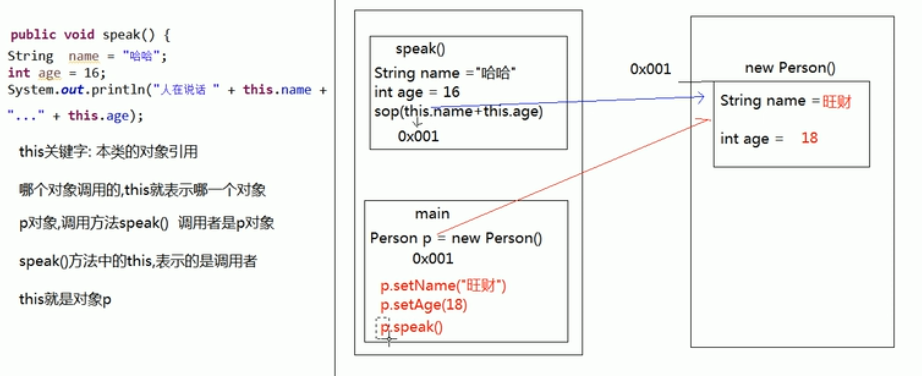 public void speak() {
String name = "哈哈";
int age = 16;
System.out.println("人在说话 " + this.name +
"..." + this.age);
this关键字: 本类的对象引用
哪个对象调用的,this就表示哪一个对象
p对象,调用方法speak() 调用者是p对象
speak()方法中的this,表示的是调用者
this就是对象p
speak()
String name ="哈哈"
int age = 16
sop(this.name+this.age)
0x001
main
Person p = new Person()
0x001
p.setName("旺财")
p.setAge(18)
p.speak()
0x001
new Person()
String name =旺财
int age = 18